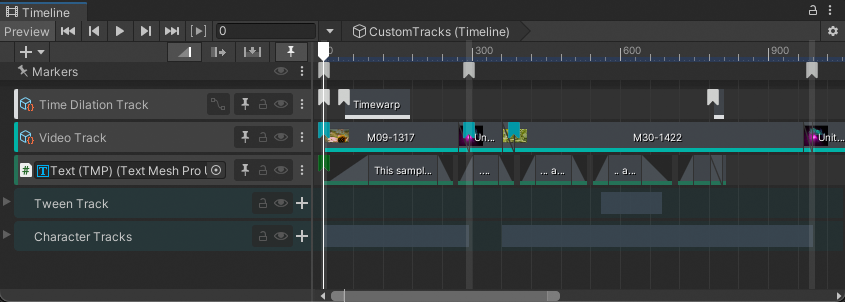 Timeline
Preview
0
CustomTracks (Timeline)
0
300
600
900
Markers
Time Dilation Track
Timewarp
Video Track
M09-1317
Un...
M30-1422
Unit...
#
T
Text (TMP) (Text Mesh Pro U
This sampl...
....
... a...
.. a...
Tween Track
Character Tracks